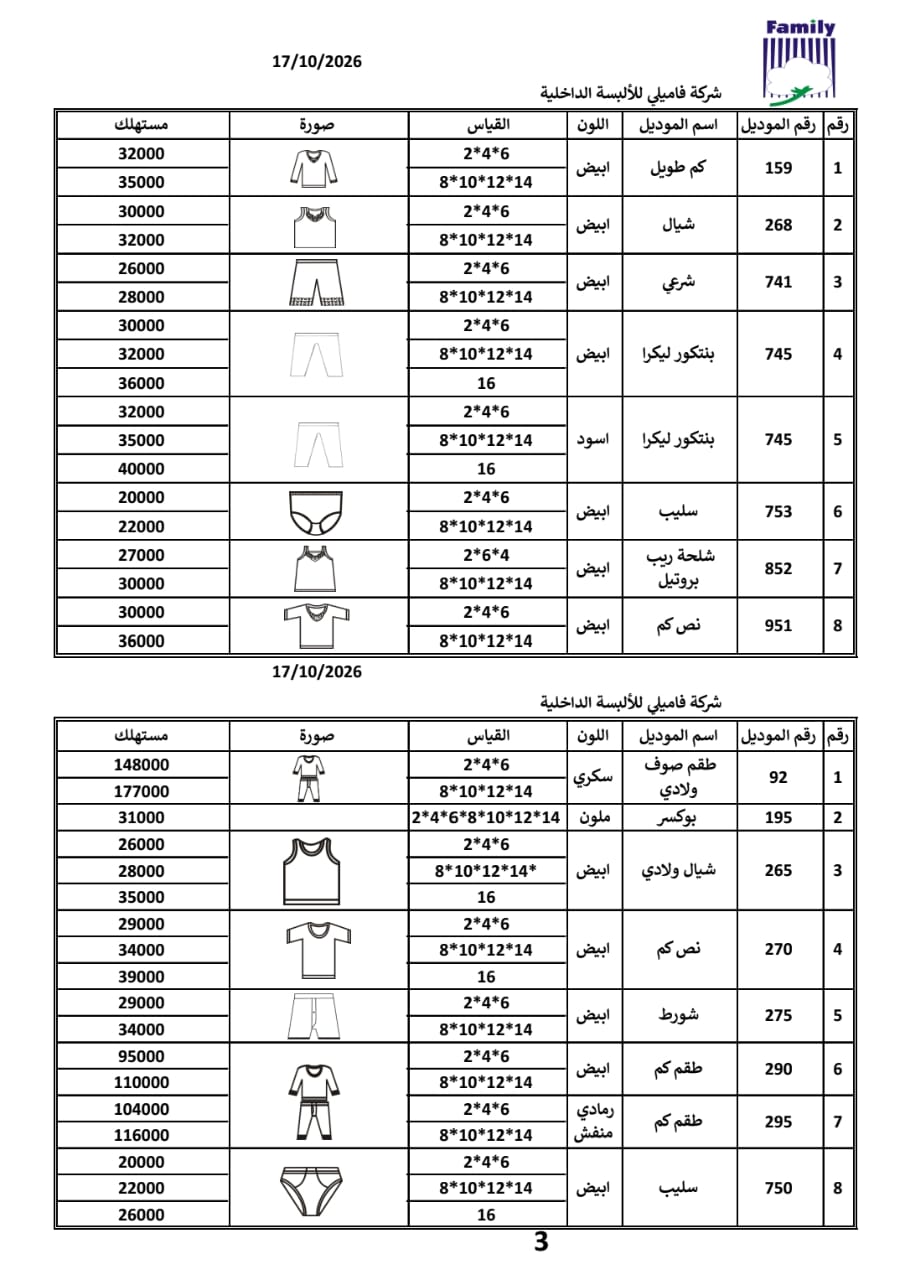 Family
17/10/2026
شركة فاميلي للألبسة الداخلية
رقم رقم الموديل اسم الموديل اللون القياس صورة مستهلك
1 159 كم طويل ابيض 2*4*6 32000
8*10*12*14 35000
2 268 شيال ابيض 2*4*6 30000
8*10*12*14 32000
3 741 شرعي ابيض 2*4*6 26000
8*10*12*14 28000
4 745 بنتكور ليكرا ابيض 2*4*6 30000
8*10*12*14 32000
16 36000
5 745 بنتكور ليكرا اسود 2*4*6 32000
8*10*12*14 35000
16 40000
6 753 سليب ابيض 2*4*6 20000
8*10*12*14 22000
7 852 شلحة ريب بروتيل ابيض 2*6*4 27000
8*10*12*14 30000
8 951 نص كم ابيض 2*4*6 30000
8*10*12*14 36000
17/10/2026
شركة فاميلي للألبسة الداخلية
رقم رقم الموديل اسم الموديل اللون القياس صورة مستهلك
1 92 طقم صوف ولادي سكري 2*4*6 148000
8*10*12*14 177000
2 195 بوكسر ملون 2*4*6*8*10*12*14 31000
3 265 شيال ولادي ابيض 2*4*6 26000
8*10*12*14* 28000
16 35000
4 270 نص كم ابيض 2*4*6 29000
8*10*12*14 34000
16 39000
5 275 شورط ابيض 2*4*6 29000
8*10*12*14 34000
6 290 طقم كم ابيض 2*4*6 95000
8*10*12*14 110000
7 295 طقم كم رمادي منفش 2*4*6 104000
8*10*12*14 116000
8 750 سليب ابيض 2*4*6 20000
8*10*12*14 22000
16 26000
3